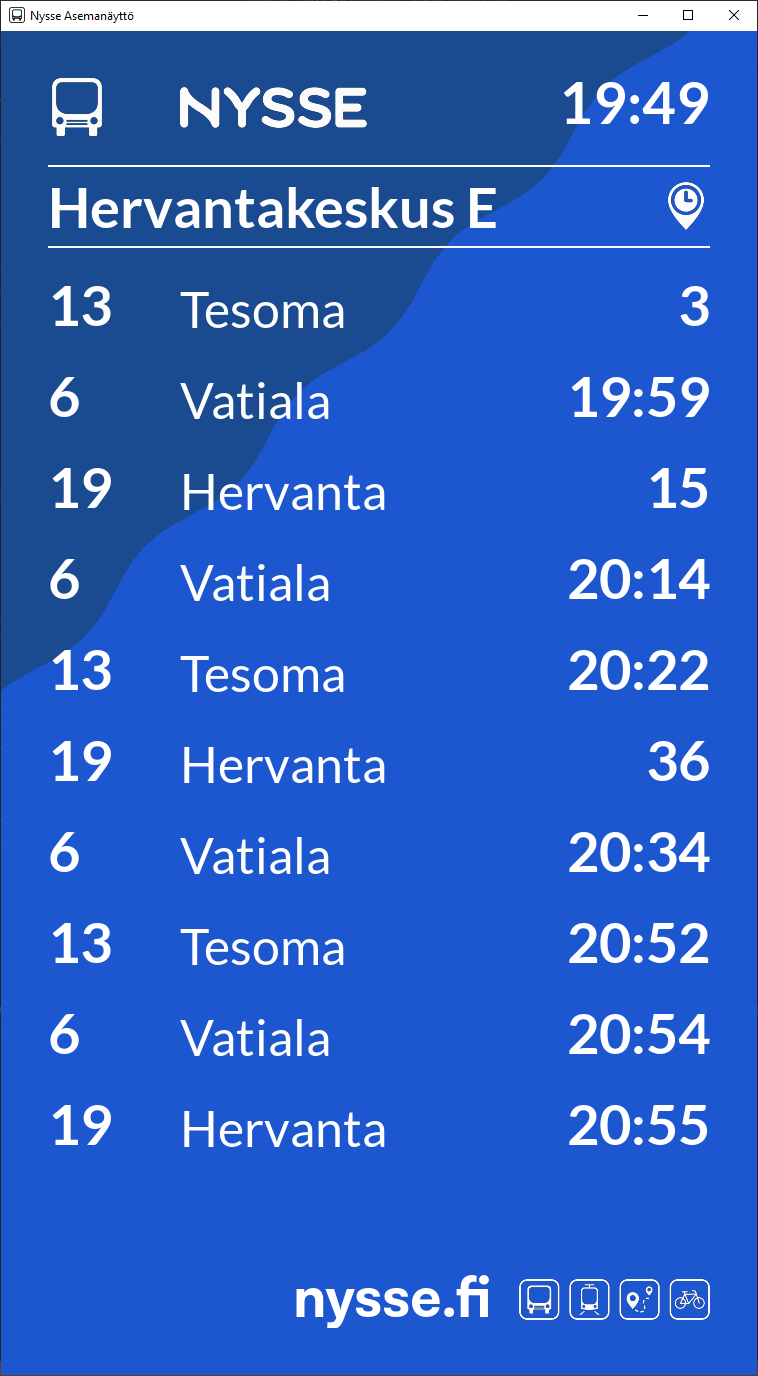 Nysse Asemanäyttö
NYSSE 19:49
Hervantakeskus E
13 Tesoma 3
6 Vatiala 19:59
19 Hervanta 15
6 Vatiala 20:14
13 Tesoma 20:22
19 Hervanta 36
6 Vatiala 20:34
13 Tesoma 20:52
6 Vatiala 20:54
19 Hervanta 20:55
nysse.fi